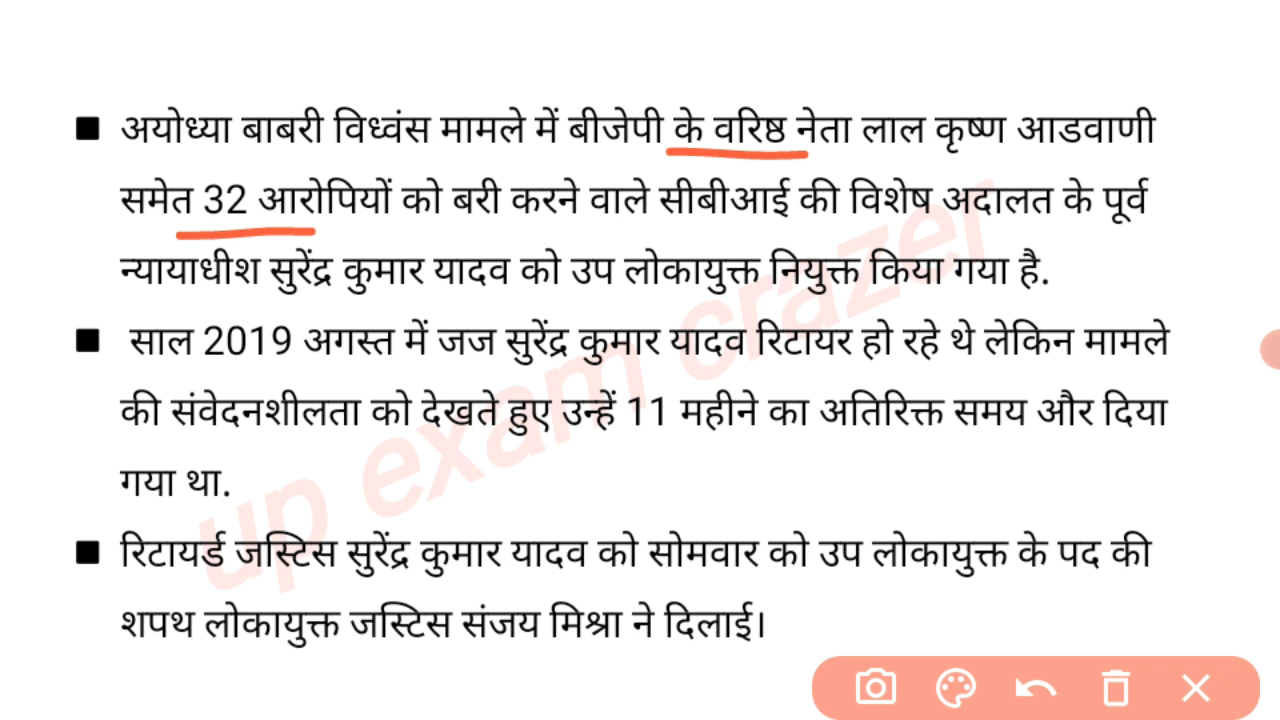 ■ अयोध्या बाबरी विध्वंस मामले में बीजेपी के वरिष्ठ नेता लाल कृष्ण आडवाणी
समेत 32 आरोपियों को बरी करने वाले सीबीआई की विशेष अदालत के पूर्व
न्यायाधीश सुरेंद्र कुमार यादव को उप लोकायुक्त नियुक्त किया गया है.
■ साल 2019 अगस्त में जज सुरेंद्र कुमार यादव रिटायर हो रहे थे लेकिन मामले
की संवेदनशीलता को देखते हुए उन्हें 11 महीने का अतिरिक्त समय और दिया
गया था.
■ रिटायर्ड जस्टिस सुरेंद्र कुमार यादव को सोमवार को उप लोकायुक्त के पद की
शपथ लोकायुक्त जस्टिस संजय मिश्रा ने दिलाई।
up exam crazer